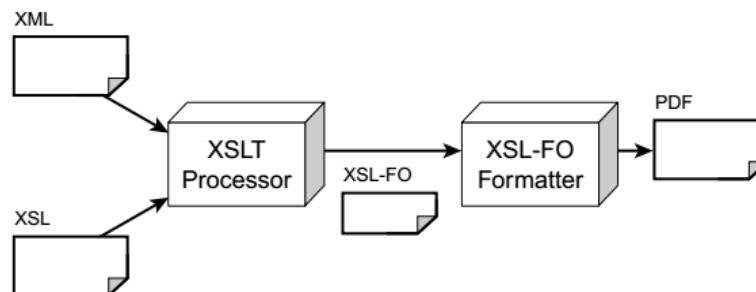 XML
XSLT
Processor
XSL-FO
XSL-FO
Formatter
PDF
XSL